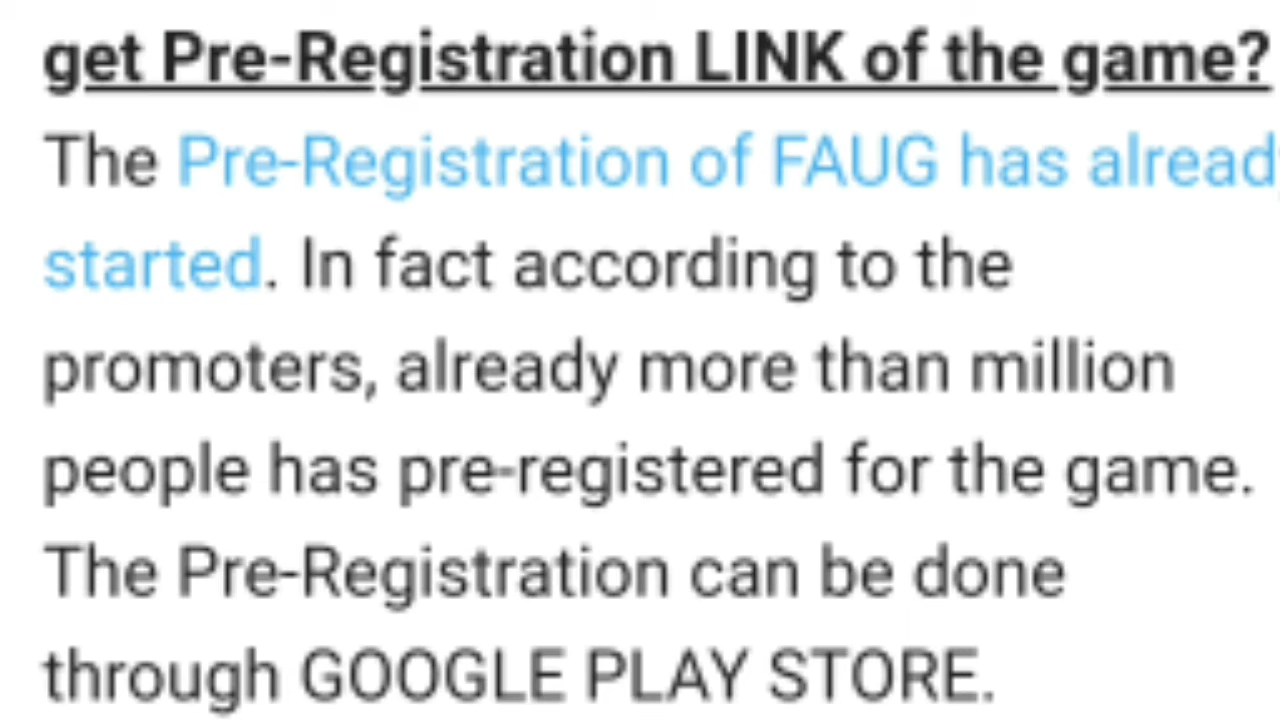 get Pre-Registration LINK of the game?
The Pre-Registration of FAUG has already
started. In fact according to the
promoters, already more than million
people has pre-registered for the game.
The Pre-Registration can be done
through GOOGLE PLAY STORE.